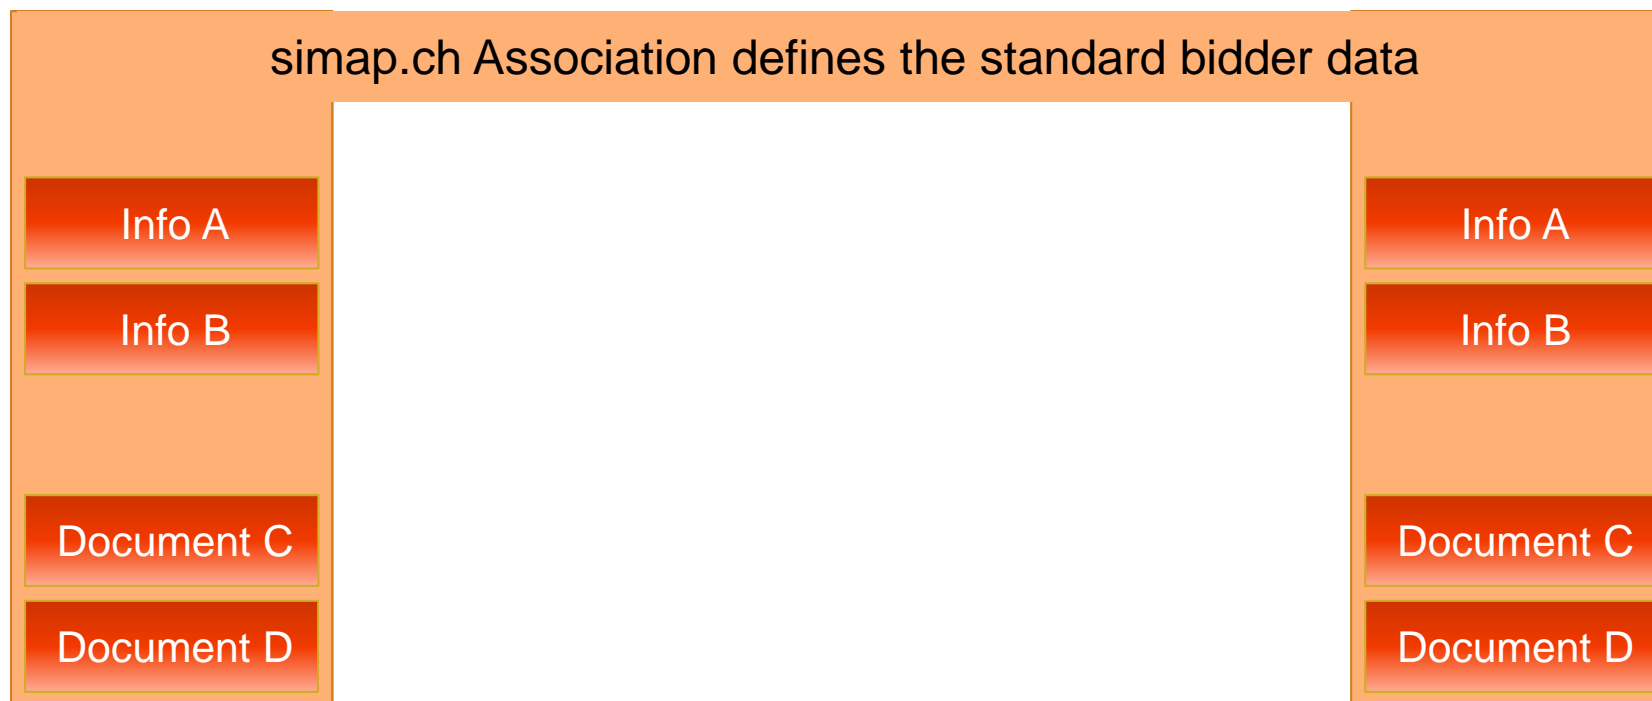 simap.ch Association defines the standard bidder data
Info A
Info B
Document C
Document D
Info A
Info B
Document C
Document D